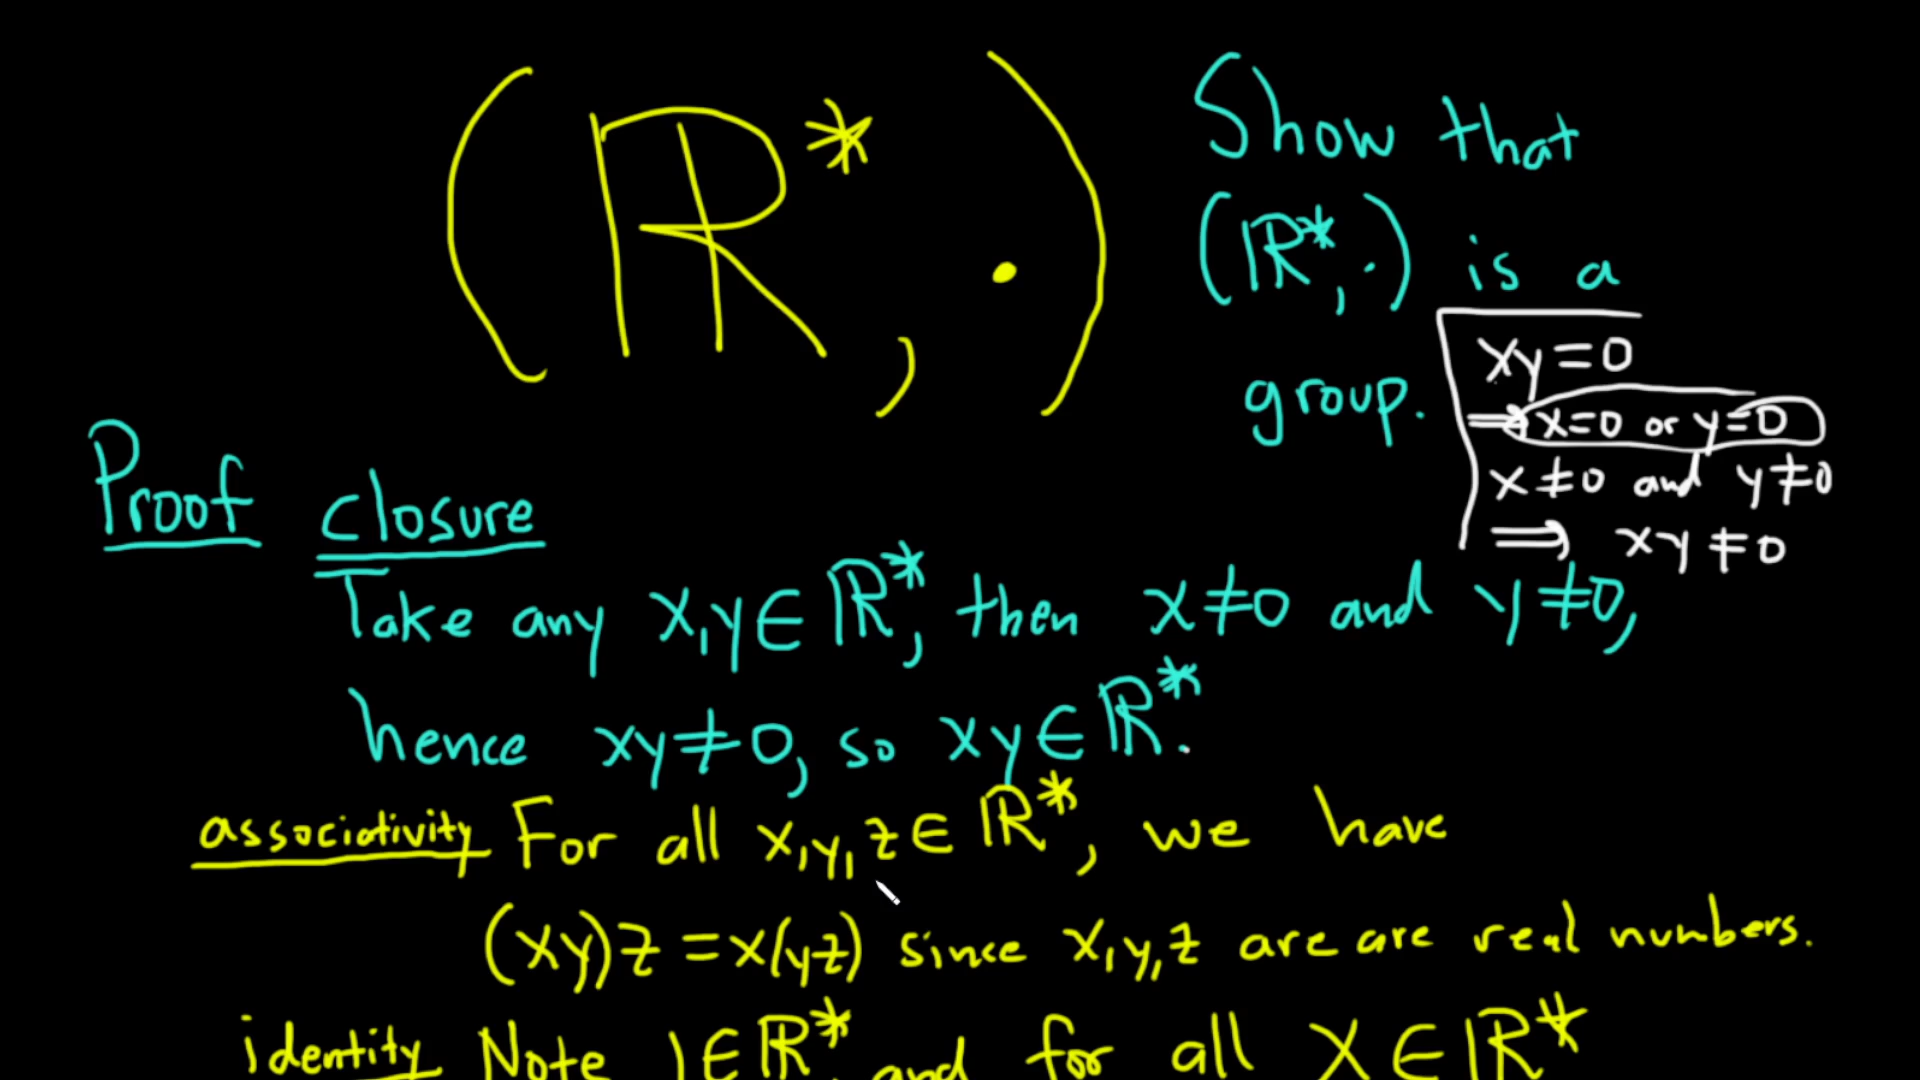 (ℝ*, ·)
Show that
(ℝ*, ·) is a
group.
xy=0
⇒ x=0 or y=0
x≠0 and y≠0
⇒ xy≠0
Proof closure
Take any x,y∈ℝ*, then x≠0 and y≠0,
hence xy≠0, so xy∈ℝ*.
associativity For all x,y,z∈ℝ*, we have
(xy)z=x(yz) since x,y,z are are real numbers.
identity Note 1∈ℝ*, and for all x∈ℝ*